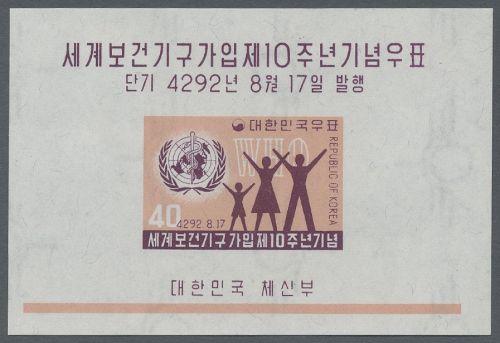 세계보건기구가입제10주년기념우표
단기 4292년 8월 17일 발행
대한민국우표
WHO
REPUBLIC OF KOREA
40
4292.8.17
세계보건기구가입제10주년기념
대한민국 체신부